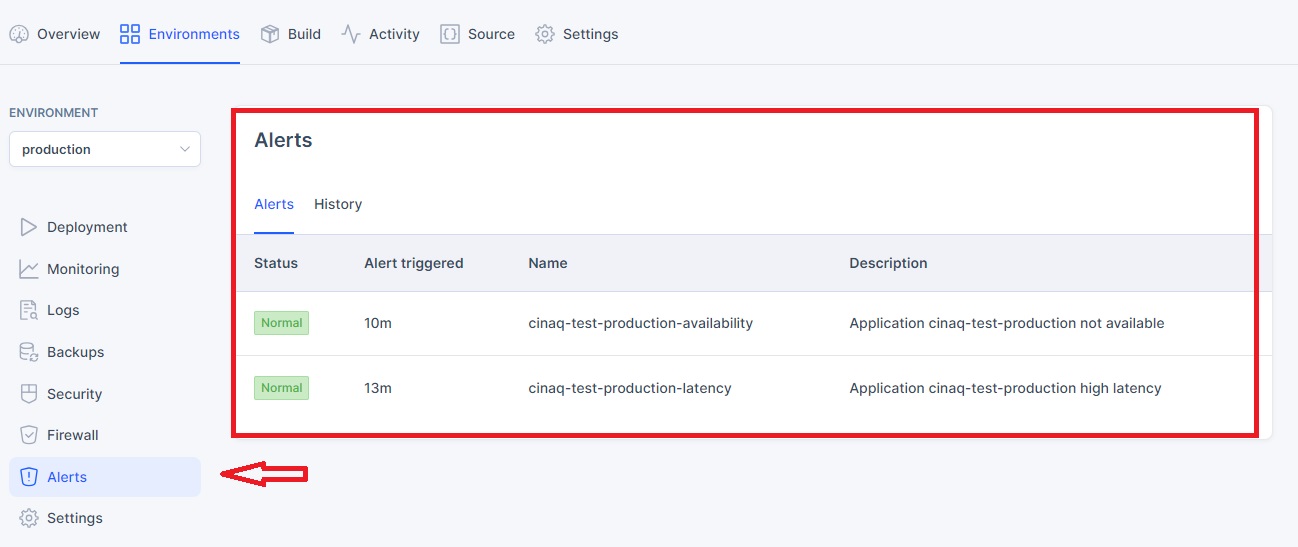 Overview Environments Build Activity Source Settings
ENVIRONMENT
production
Deployment
Monitoring
Logs
Backups
Security
Firewall
Alerts
Settings
Alerts
Alerts History
Status Alert triggered Name Description
Normal 10m cinaq-test-production-availability Application cinaq-test-production not available
Normal 13m cinaq-test-production-latency Application cinaq-test-production high latency